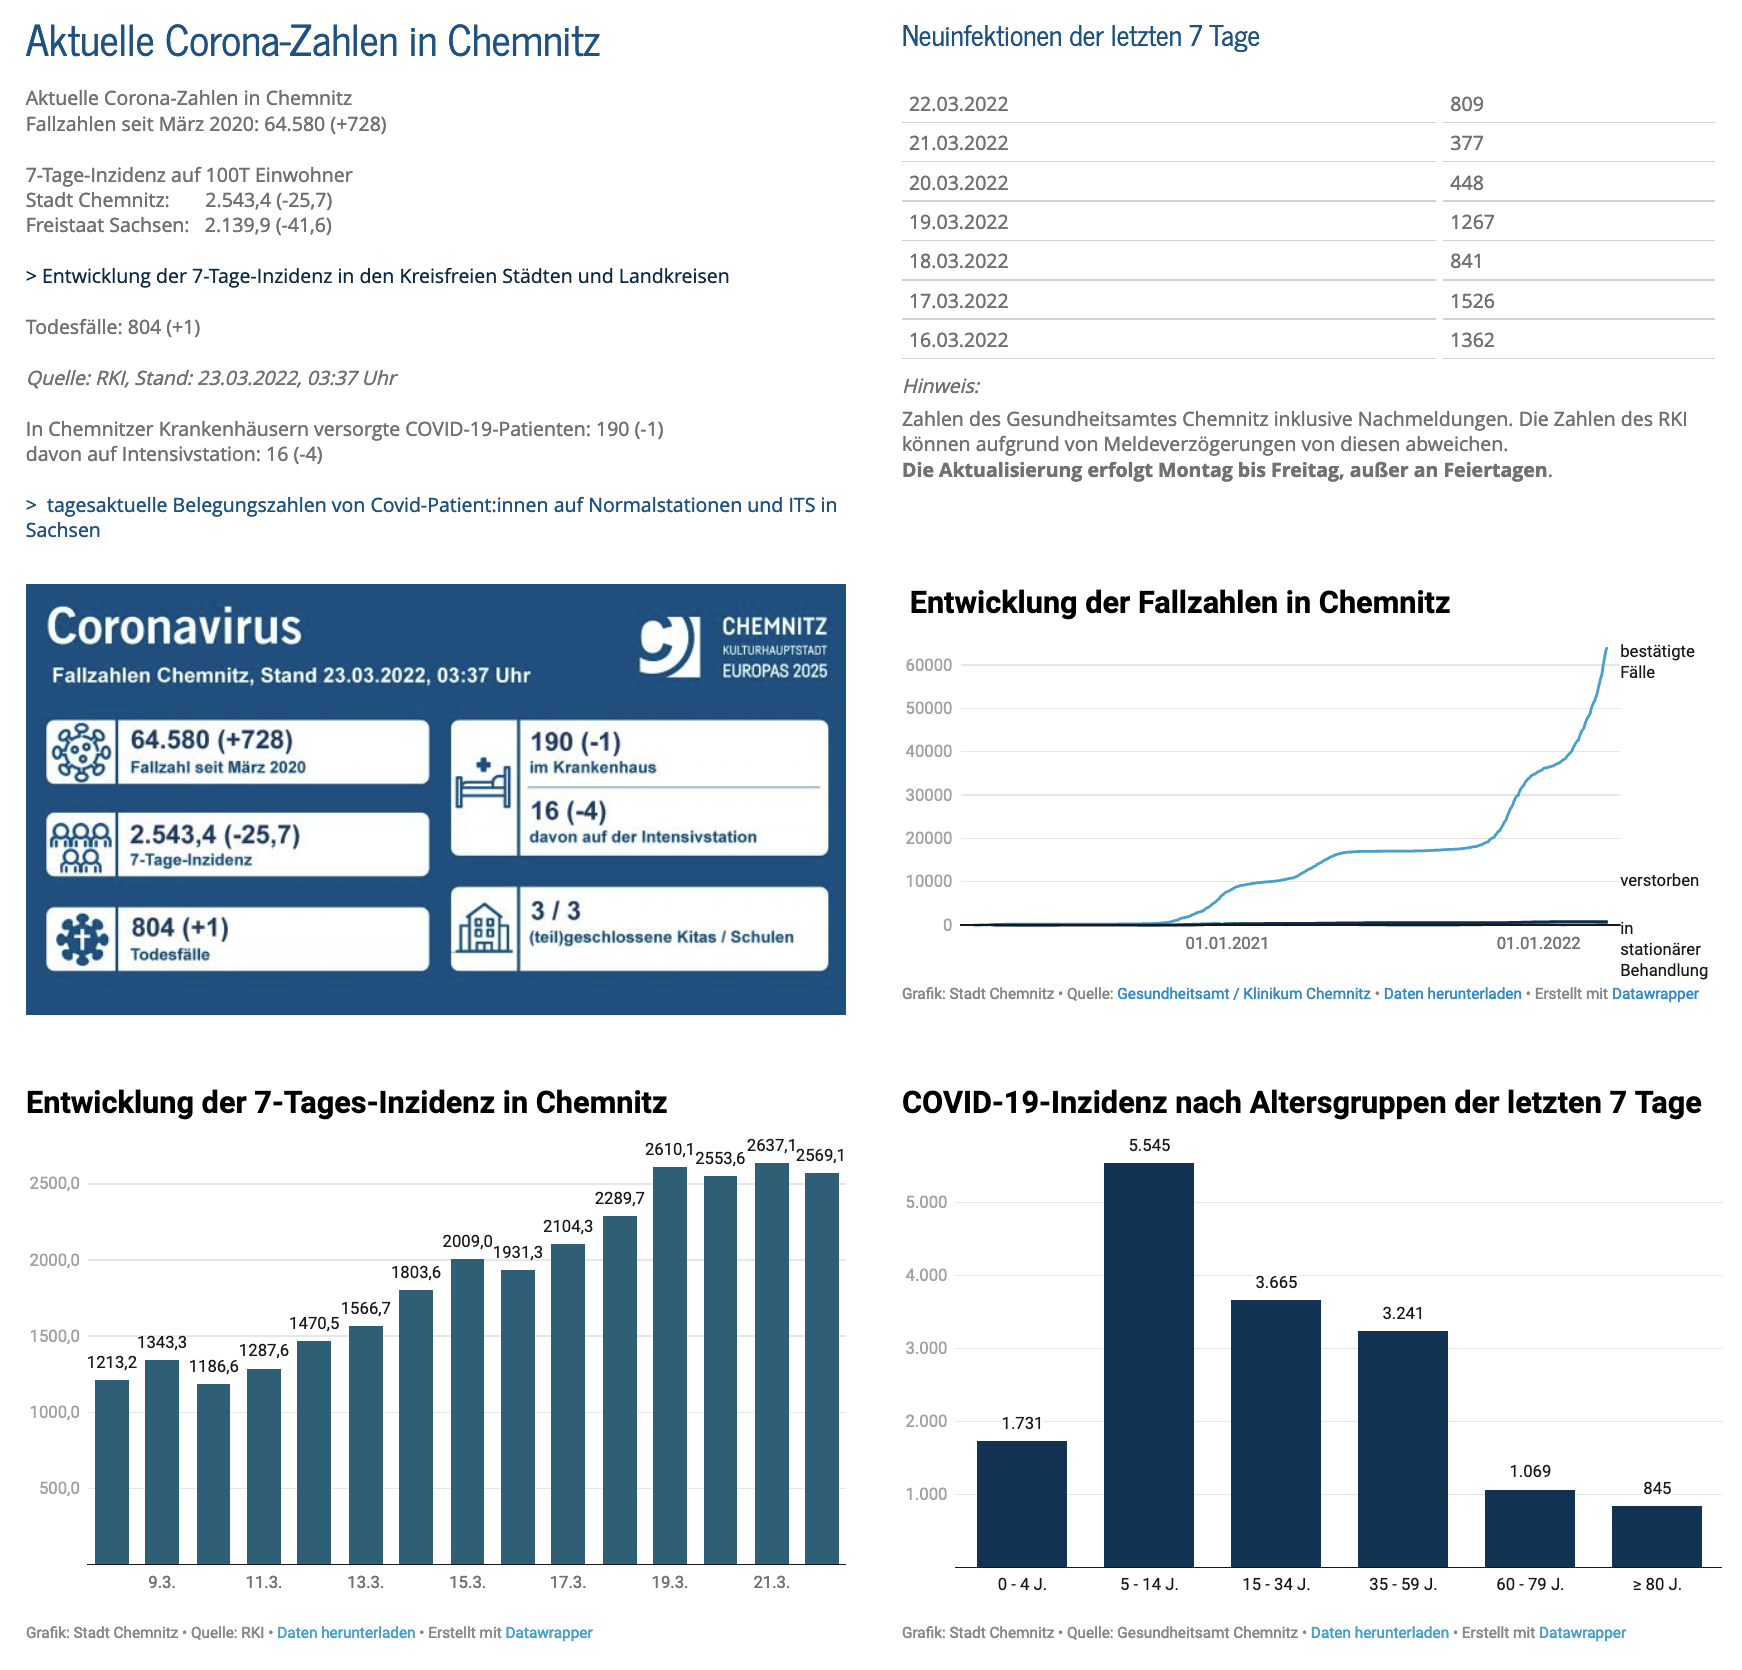 Aktuelle Corona-Zahlen in Chemnitz
Aktuelle Corona-Zahlen in Chemnitz
Fallzahlen seit März 2020: 64.580 (+728)
7-Tage-Inzidenz auf 100T Einwohner
Stadt Chemnitz: 2.543,4 (-25,7)
Freistaat Sachsen: 2.139,9 (-41,6)
> Entwicklung der 7-Tage-Inzidenz in den Kreisfreien Städten und Landkreisen
Todesfälle: 804 (+1)
Quelle: RKI, Stand: 23.03.2022, 03:37 Uhr
In Chemnitzer Krankenhäusern versorgte COVID-19-Patienten: 190 (-1)
davon auf Intensivstation: 16 (-4)
> tagesaktuelle Belegungszahlen von Covid-Patient:innen auf Normalstationen und ITS in
Sachsen
Neuinfektionen der letzten 7 Tage
22.03.2022 809
21.03.2022 377
20.03.2022 448
19.03.2022 1267
18.03.2022 841
17.03.2022 1526
16.03.2022 1362
Hinweis:
Zahlen des Gesundheitsamtes Chemnitz inklusive Nachmeldungen. Die Zahlen des RKI
können aufgrund von Meldeverzögerungen von diesen abweichen.
Die Aktualisierung erfolgt Montag bis Freitag, außer an Feiertagen.
Coronavirus
Fallzahlen Chemnitz, Stand 23.03.2022, 03:37 Uhr
CHEMNITZ
KULTURHAUPTSTADT
EUROPAS 2025
64.580 (+728)
Fallzahl seit März 2020
2.543,4 (-25,7)
7-Tage-Inzidenz
804 (+1)
Todesfälle
190 (-1)
im Krankenhaus
16 (-4)
davon auf der Intensivstation
3 / 3
(teil)geschlossene Kitas / Schulen
Entwicklung der Fallzahlen in Chemnitz
60000
50000
40000
30000
20000
10000
0
bestätigte
Fälle
verstorben
in
stationärer
Behandlung
01.01.2021 01.01.2022
Grafik: Stadt Chemnitz • Quelle: Gesundheitsamt / Klinikum Chemnitz • Daten herunterladen • Erstellt mit Datawrapper
Entwicklung der 7-Tages-Inzidenz in Chemnitz
2500,0
2000,0
1500,0
1000,0
500,0
1213,2 1343,3 1186,6 1287,6 1470,5 1566,7 1803,6 2009,0 1931,3 2104,3 2289,7 2610,1 2553,6 2637,1 2569,1
9.3. 11.3. 13.3. 15.3. 17.3. 19.3. 21.3.
Grafik: Stadt Chemnitz • Quelle: RKI • Daten herunterladen • Erstellt mit Datawrapper
COVID-19-Inzidenz nach Altersgruppen der letzten 7 Tage
5.000
4.000
3.000
2.000
1.000
1.731 5.545 3.665 3.241 1.069 845
0 - 4 J. 5 - 14 J. 15 - 34 J. 35 - 59 J. 60 - 79 J. ≥ 80 J.
Grafik: Stadt Chemnitz • Quelle: Gesundheitsamt Chemnitz • Daten herunterladen • Erstellt mit Datawrapper